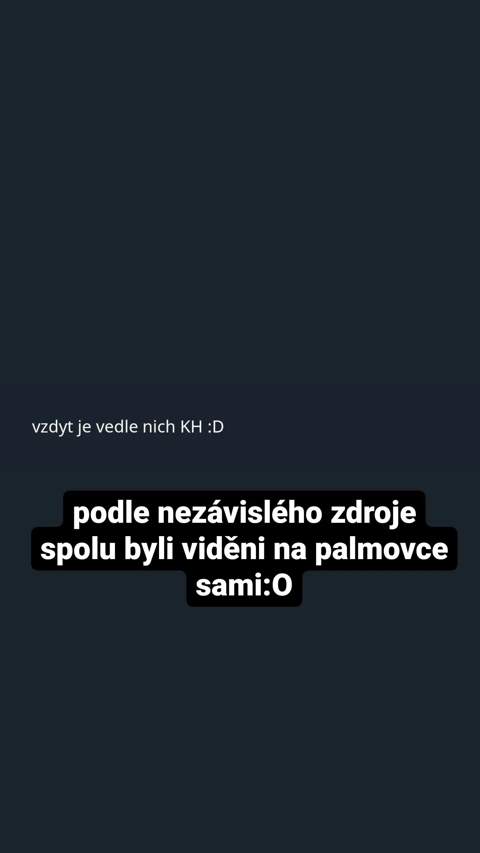 vzdyt je vedle nich KH :D
podle nezávislého zdroje
spolu byli viděni na palmovce
sami:O